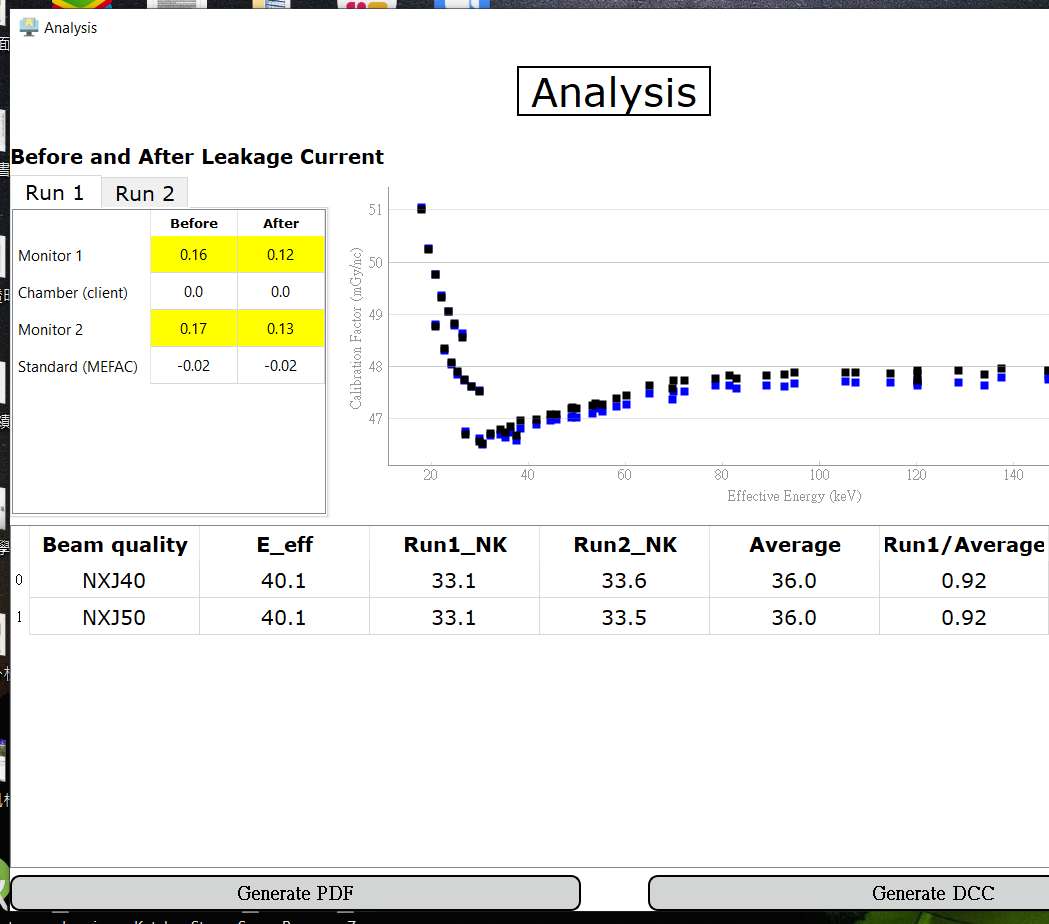 Analysis
Analysis
Before and After Leakage Current
Run 1 Run 2
Before After
Monitor 1 0.16 0.12
Chamber (client) 0.0 0.0
Monitor 2 0.17 0.13
Standard (MEFAC) -0.02 -0.02
Calibration Factor (mGy/nc)
51
50
49
48
47
20 40 60 80 100 120 140
Effective Energy (keV)
Beam quality E_eff Run1_NK Run2_NK Average Run1/Average
0 NXJ40 40.1 33.1 33.6 36.0 0.92
1 NXJ50 40.1 33.1 33.5 36.0 0.92
Generate PDF Generate DCC